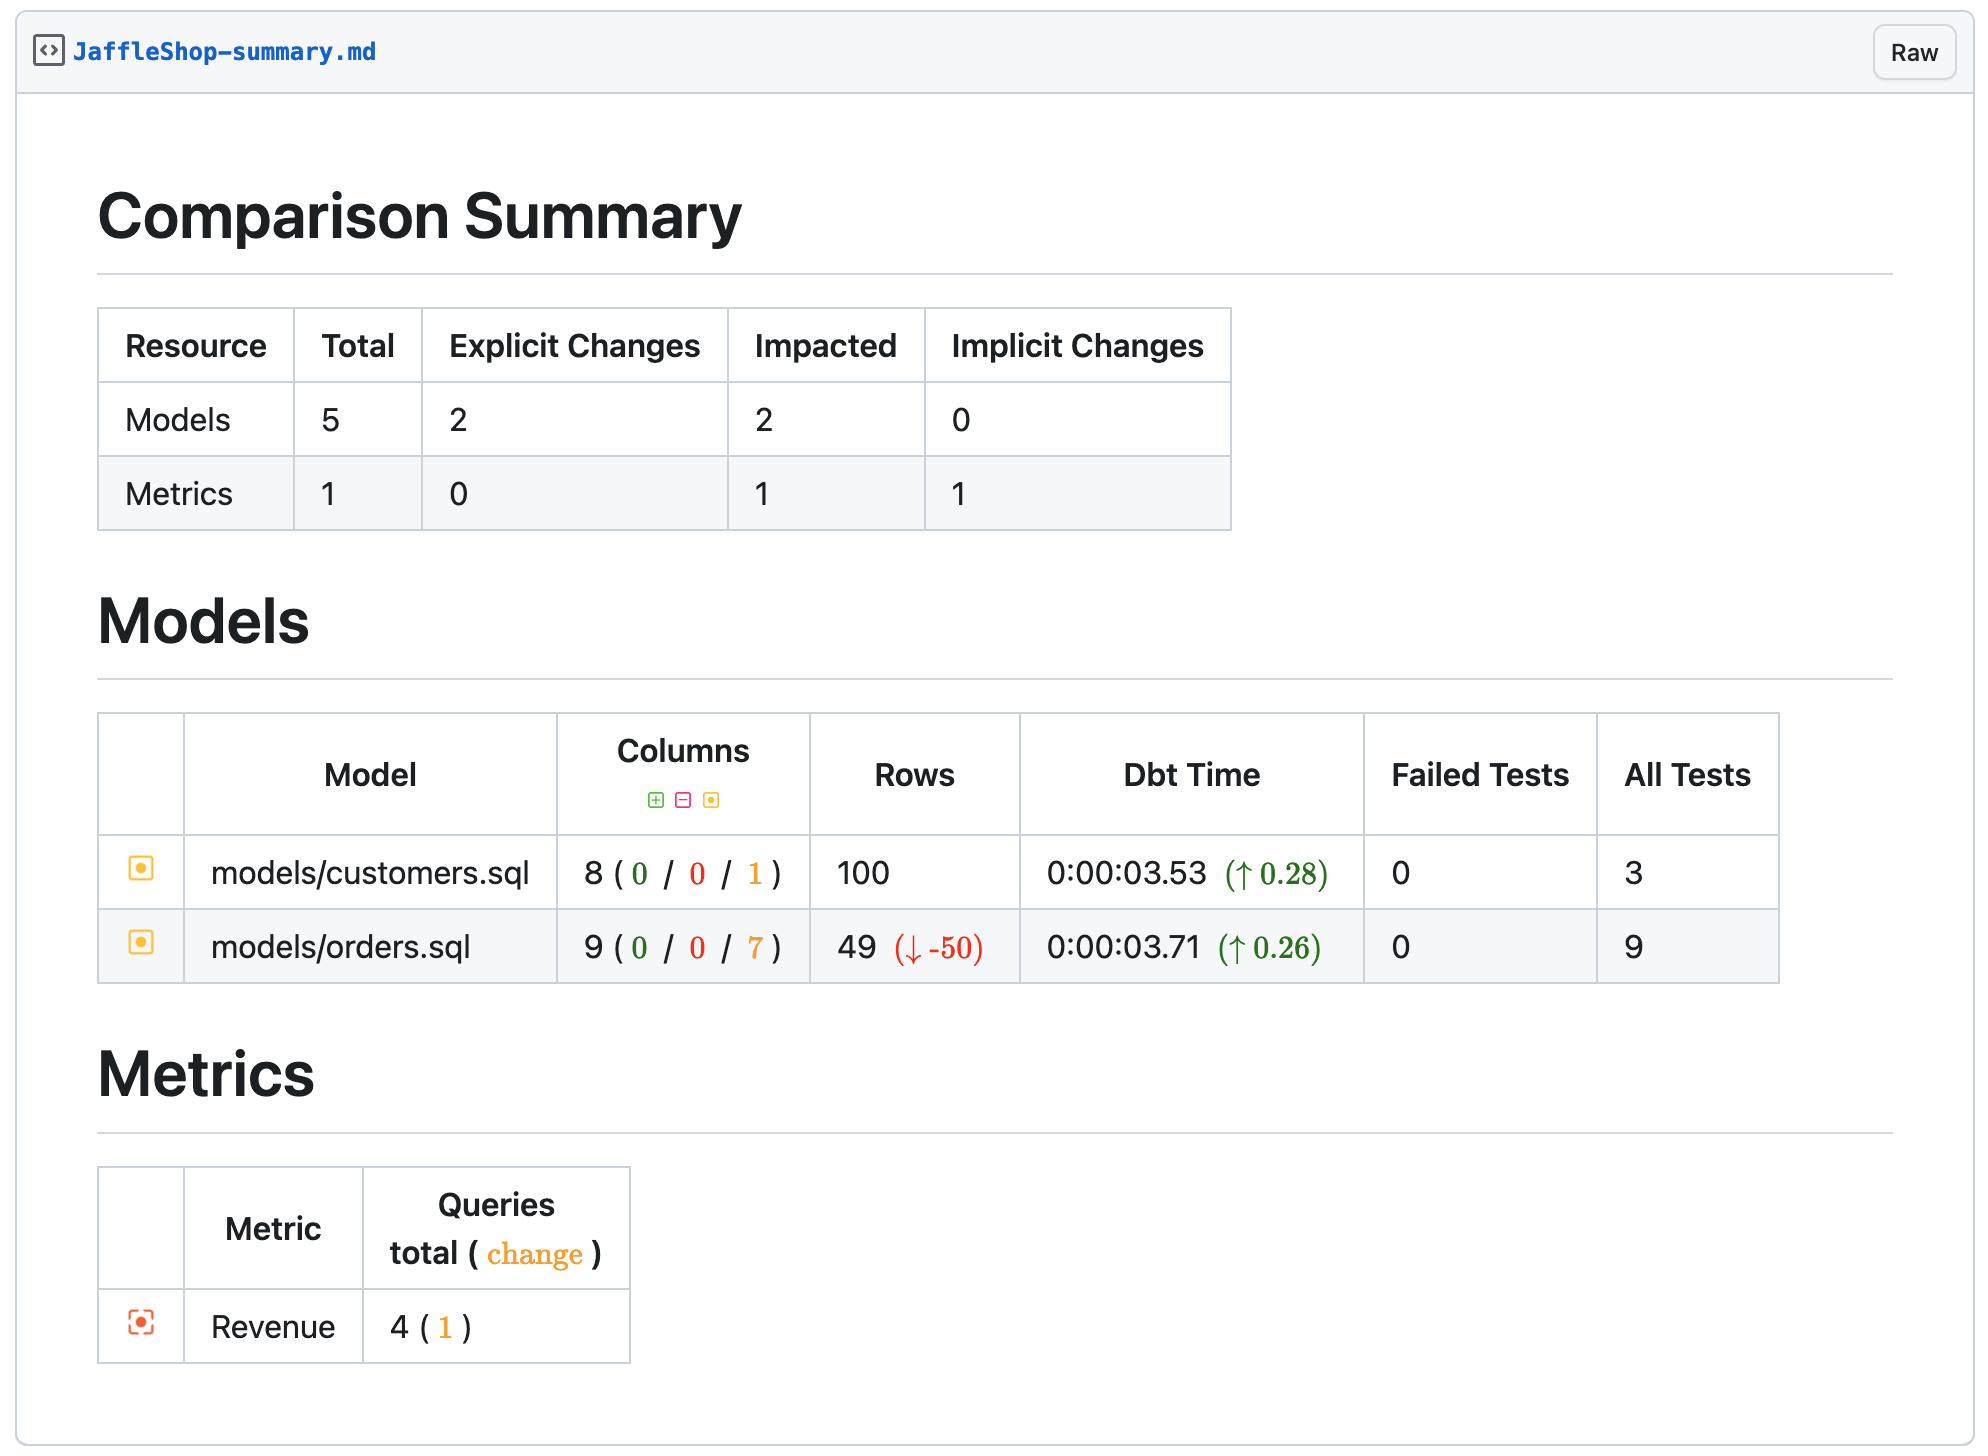 JaffleShop-summary.md
Raw
Comparison Summary
Resource Total Explicit Changes Impacted Implicit Changes
Models 5 2 2 0
Metrics 1 0 1 1
Models
Model Columns Rows Dbt Time Failed Tests All Tests
models/customers.sql 8 ( 0 / 0 / 1 ) 100 0:00:03.53 (↑ 0.28) 0 3
models/orders.sql 9 ( 0 / 0 / 7 ) 49 (↓ -50) 0:00:03.71 (↑ 0.26) 0 9
Metrics
Metric Queries
total ( change )
Revenue 4 ( 1 )